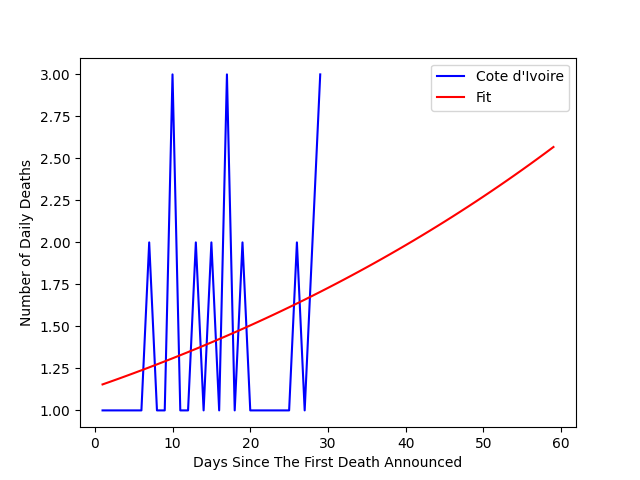 3.00
2.75
2.50
2.25
2.00
1.75
1.50
1.25
1.00
Number of Daily Deaths
Cote d'Ivoire
Fit
0 10 20 30 40 50 60
Days Since The First Death Announced